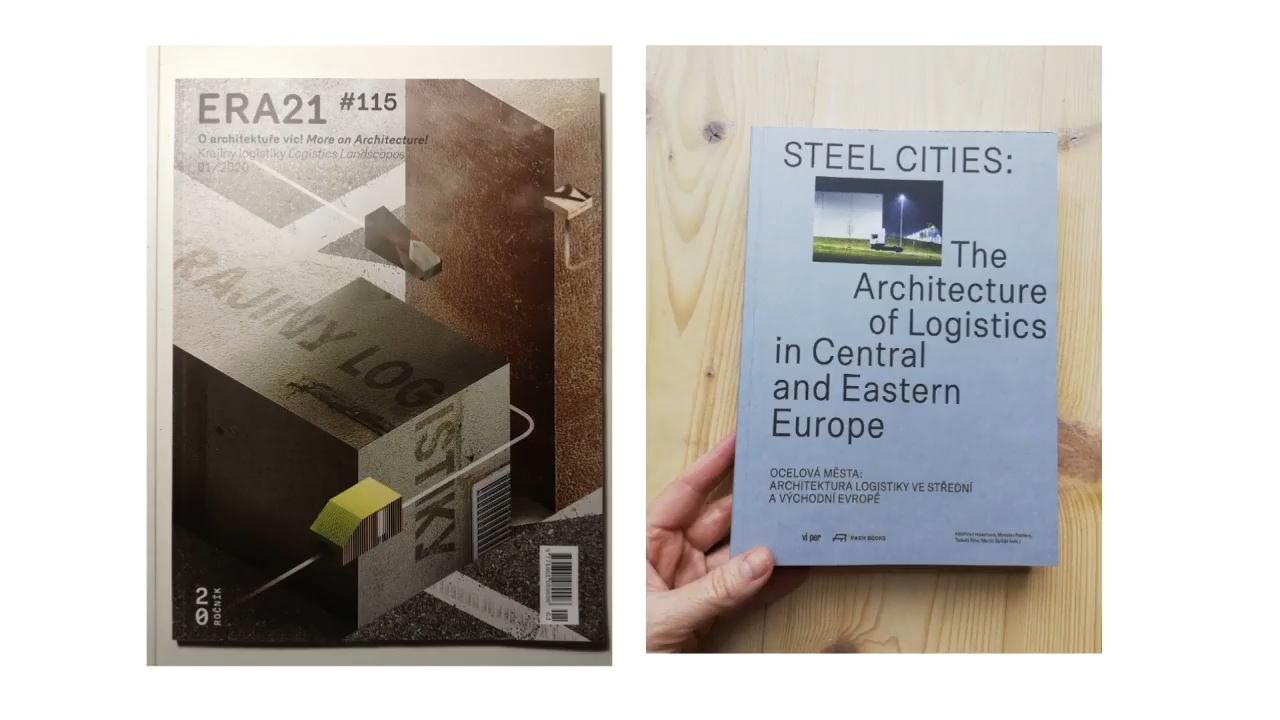 ERA21 #115
O architektuře víc! More on Architecture!
Krajiny logistiky Logistics Landscapes
01/2020
KRAJINY LOGISTIKY
20
ROČNÍK
STEEL CITIES:
The
Architecture
of Logistics
in Central
and Eastern
Europe
OCELOVÁ MĚSTA:
ARCHITEKTURA LOGISTIKY VE STŘEDNÍ
A VÝCHODNÍ EVROPĚ
vi per
PARK BOOKS